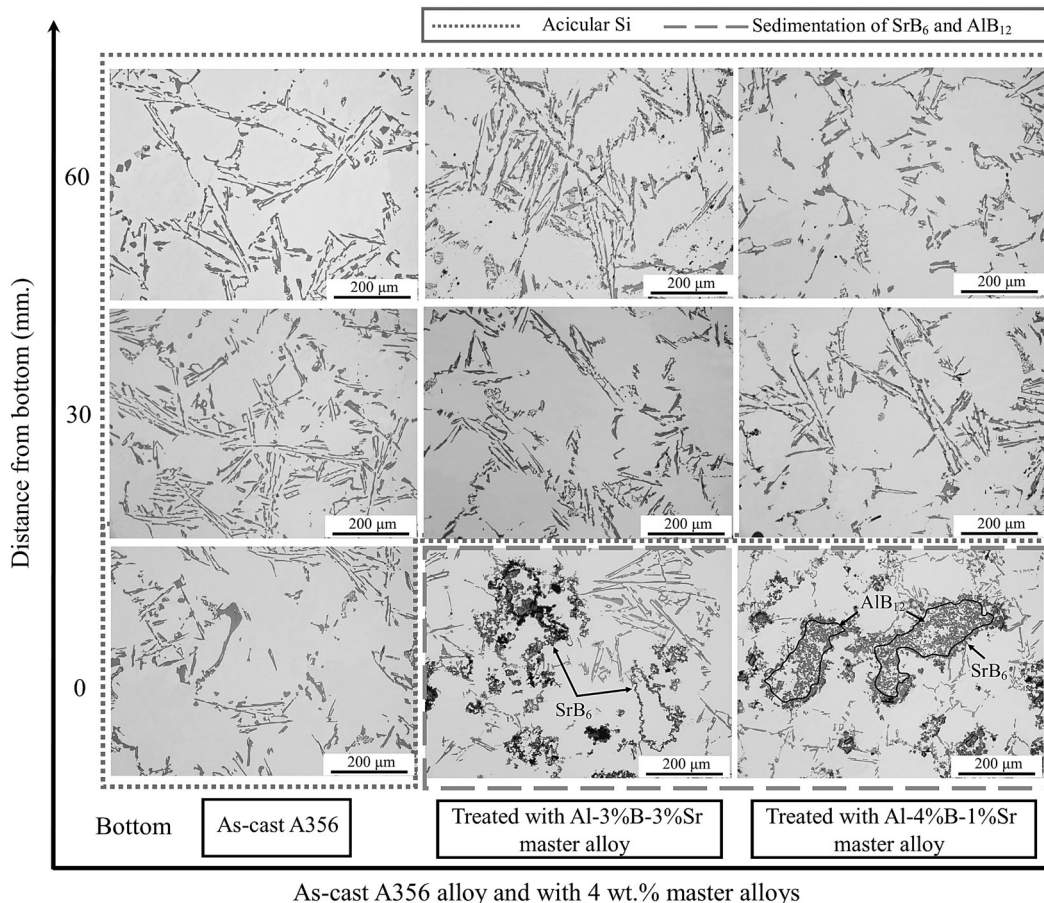 Acicular Si
Sedimentation of SrB₆ and AlB₁₂
Distance from bottom (mm.)
60
200 μm
200 μm
200 μm
30
200 μm
200 μm
200 μm
0
200 μm
SrB₆
200 μm
AlB₁₂
SrB₆
200 μm
Bottom
As-cast A356
Treated with Al-3%B-3%Sr
master alloy
Treated with Al-4%B-1%Sr
master alloy
As-cast A356 alloy and with 4 wt.% master alloys